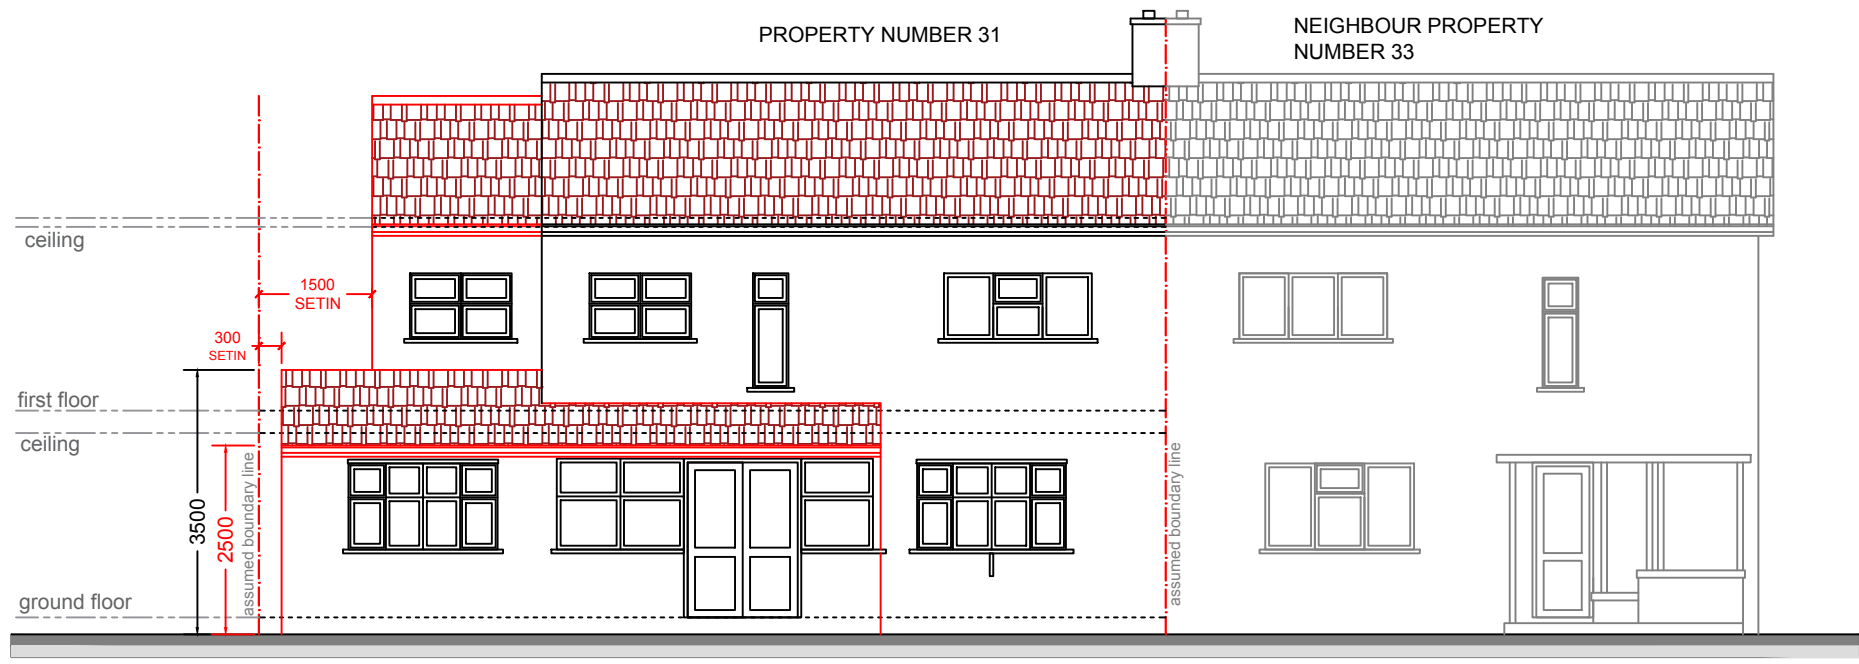 PROPERTY NUMBER 31
NEIGHBOUR PROPERTY
NUMBER 33
ceiling
1500
SETIN
300
SETIN
first floor
ceiling
3500
2500
assumed boundary line
assumed boundary line
ground floor